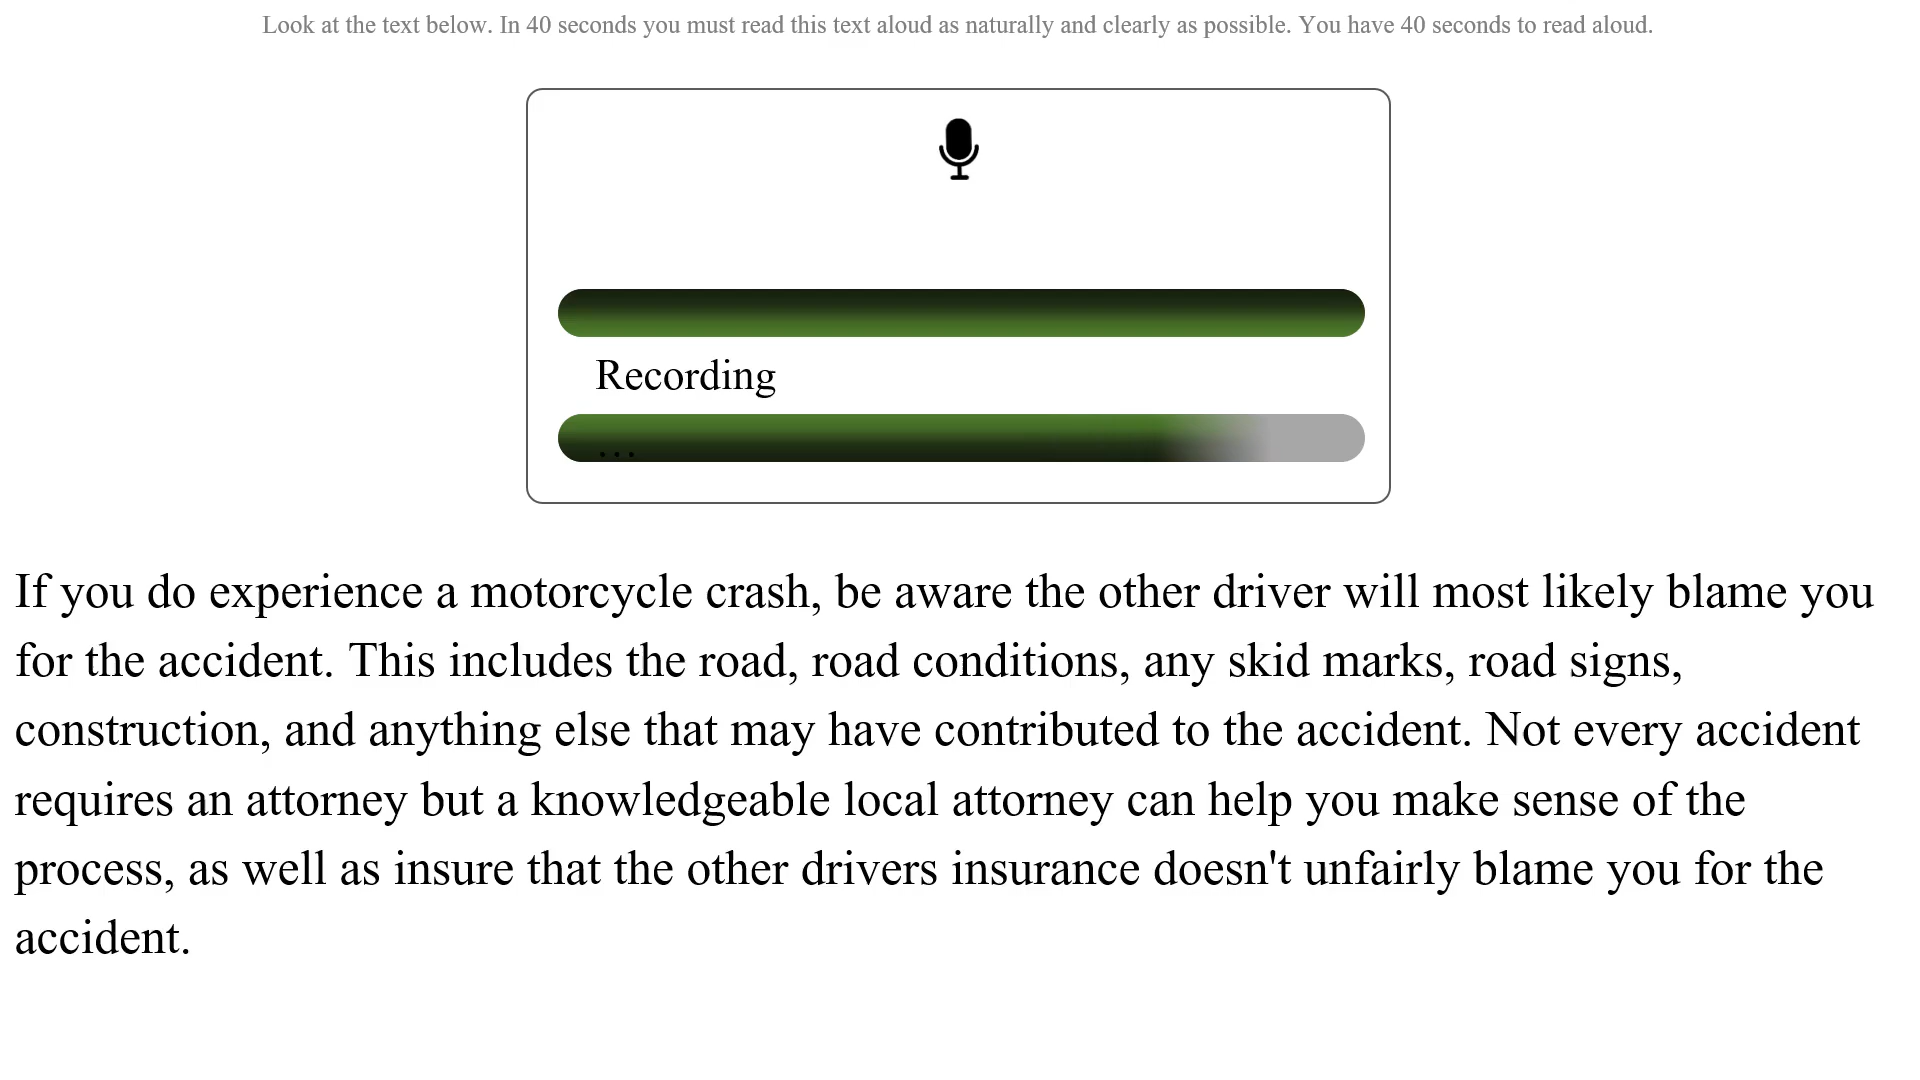 Look at the text below. In 40 seconds you must read this text aloud as naturally and clearly as possible. You have 40 seconds to read aloud.
Recording
...
If you do experience a motorcycle crash, be aware the other driver will most likely blame you
for the accident. This includes the road, road conditions, any skid marks, road signs,
construction, and anything else that may have contributed to the accident. Not every accident
requires an attorney but a knowledgeable local attorney can help you make sense of the
process, as well as insure that the other drivers insurance doesn't unfairly blame you for the
accident.